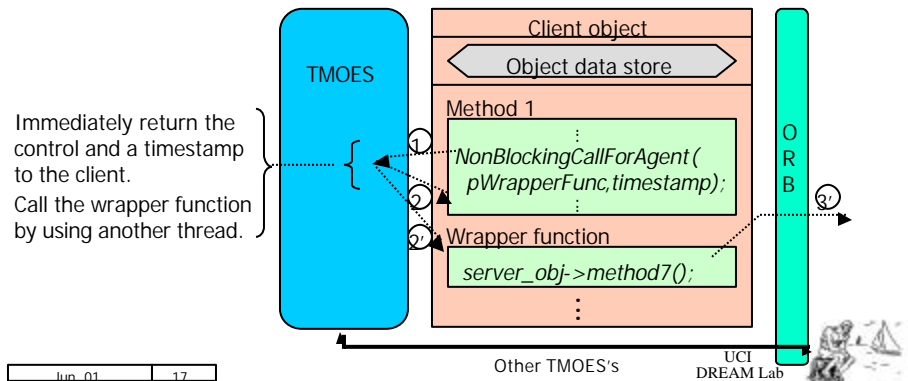 Client object
Object data store
TMOES
Immediately return the
control and a timestamp
to the client.
Call the wrapper function
by using another thread.
Method 1
NonBlockingCallForAgent(
pWrapperFunc,timestamp);
1
2
2'
Wrapper function
server_obj->method7();
O
R
B
3'
Other TMOES's
UCI
DREAM Lab
Jun. 01
17